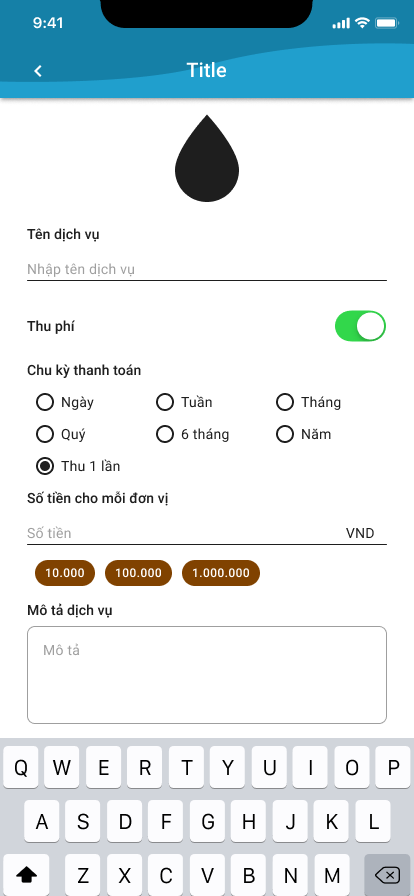 9:41
Title
Tên dịch vụ
Nhập tên dịch vụ
Thu phí
Chu kỳ thanh toán
Ngày Tuần Tháng
Quý 6 tháng Năm
Thu 1 lần
Số tiền cho mỗi đơn vị
Số tiền VND
10.000 100.000 1.000.000
Mô tả dịch vụ
Mô tả
Q W E R T Y U I O P
A S D F G H J K L
Z X C V B N M